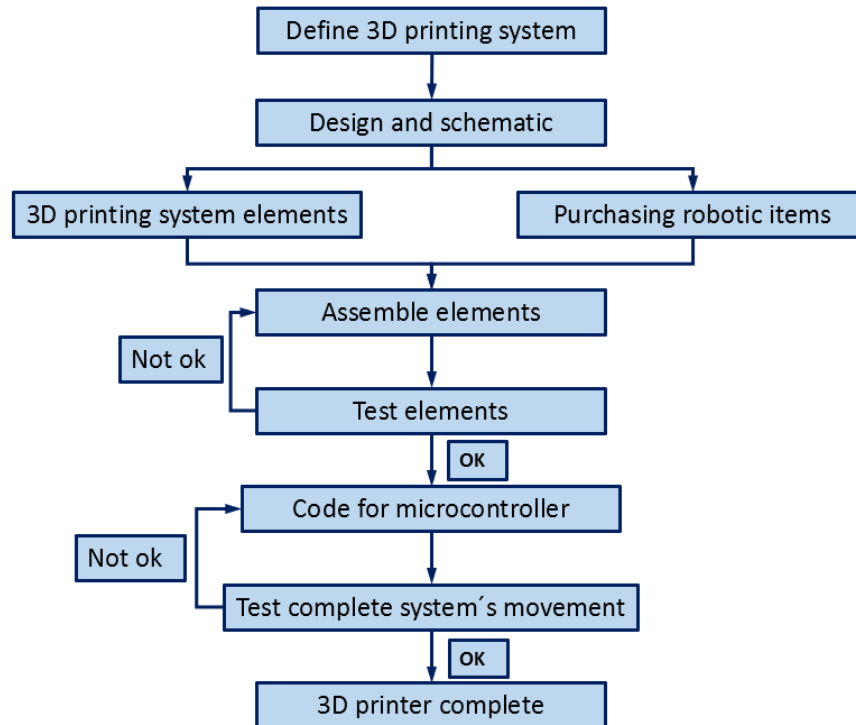 Define 3D printing system
Design and schematic
3D printing system elements
Purchasing robotic items
Assemble elements
Not ok
Test elements
OK
Code for microcontroller
Not ok
Test complete system´s movement
OK
3D printer complete